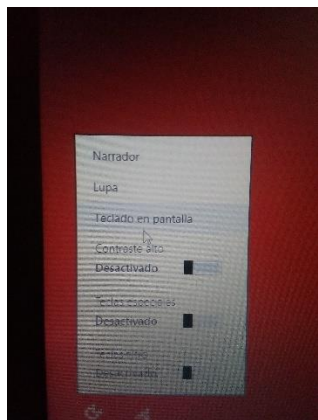 Narrador
Lupa
Teclado en pantalla
Contraste alto
Desactivado
Teclas especiales
Desactivado
Desactivado